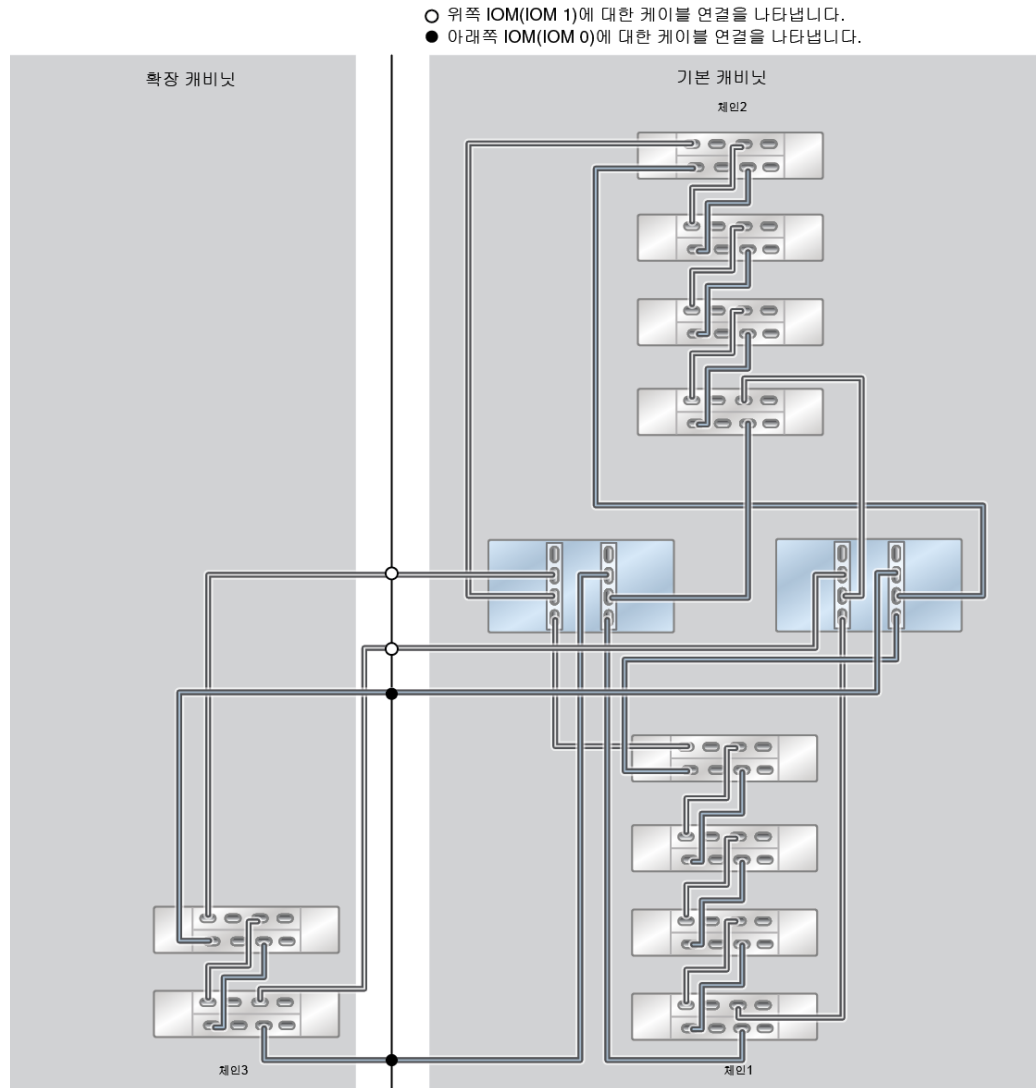 위쪽 IOM(IOM 1)에 대한 케이블 연결을 나타냅니다.
아래쪽 IOM(IOM 0)에 대한 케이블 연결을 나타냅니다.
확장 캐비닛
기본 캐비닛
체인2
체인3
체인1